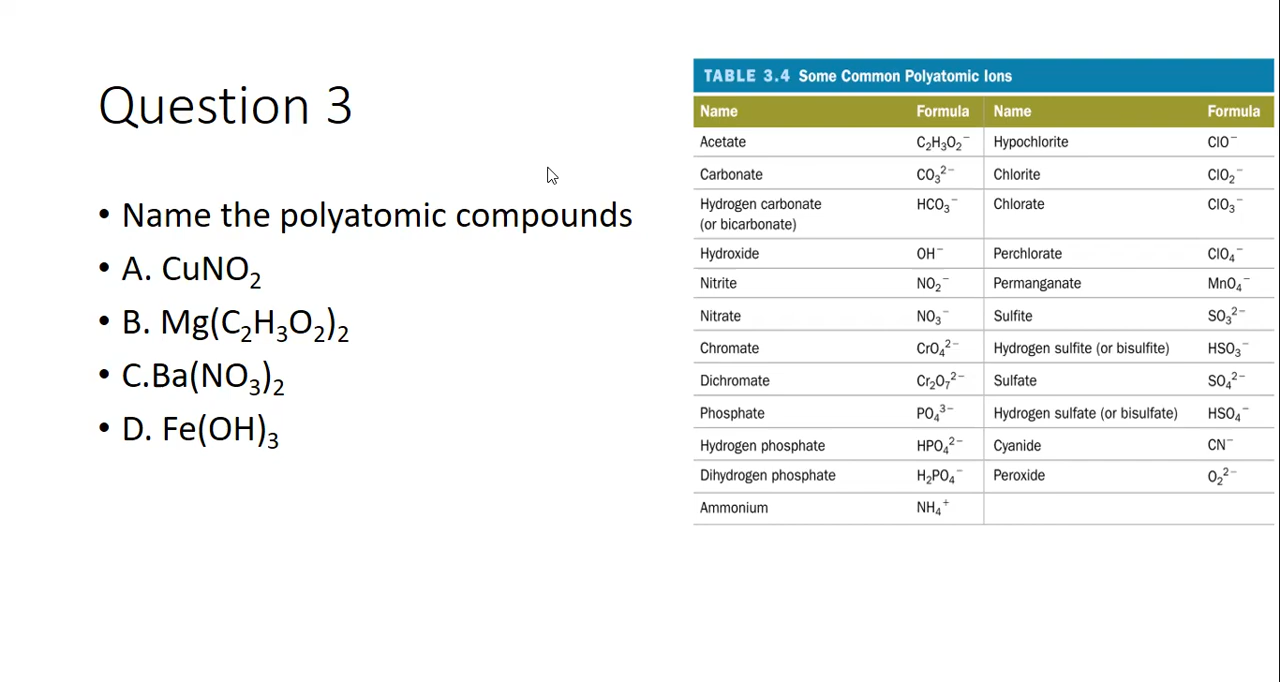 Question 3
• Name the polyatomic compounds
• A. CuNO₂
• B. Mg(C₂H₃O₂)₂
• C.Ba(NO₃)₂
• D. Fe(OH)₃
TABLE 3.4 Some Common Polyatomic Ions
Name Formula Name Formula
Acetate C₂H₃O₂⁻ Hypochlorite ClO⁻
Carbonate CO₃²⁻ Chlorite ClO₂⁻
Hydrogen carbonate HCO₃⁻ Chlorate ClO₃⁻
(or bicarbonate)
Hydroxide OH⁻ Perchlorate ClO₄⁻
Nitrite NO₂⁻ Permanganate MnO₄⁻
Nitrate NO₃⁻ Sulfite SO₃²⁻
Chromate CrO₄²⁻ Hydrogen sulfite (or bisulfite) HSO₃⁻
Dichromate Cr₂O₇²⁻ Sulfate SO₄²⁻
Phosphate PO₄³⁻ Hydrogen sulfate (or bisulfate) HSO₄⁻
Hydrogen phosphate HPO₄²⁻ Cyanide CN⁻
Dihydrogen phosphate H₂PO₄⁻ Peroxide O₂²⁻
Ammonium NH₄⁺